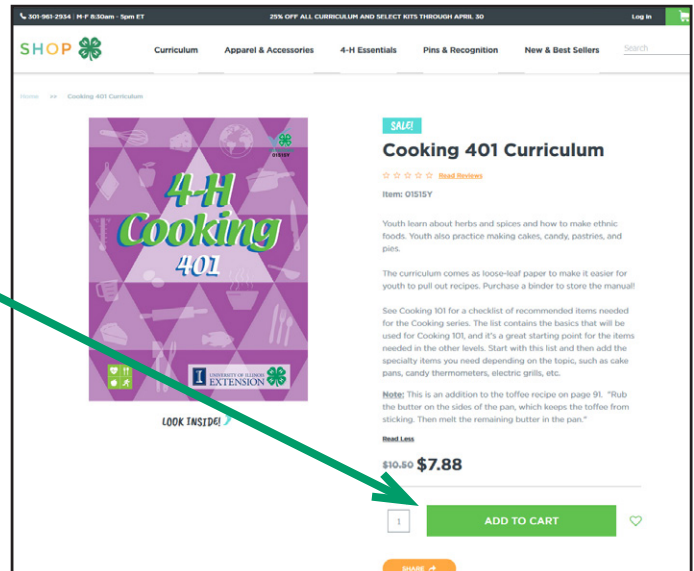 301-961-2934 | M-F 8:30am - 5pm ET
25% OFF ALL CURRICULUM AND SELECT KITS THROUGH APRIL 30
Log In
SHOP
Curriculum
Apparel & Accessories
4-H Essentials
Pins & Recognition
New & Best Sellers
Search
Home >> Cooking 401 Curriculum
01515Y
4-H
Cooking
401
I
UNIVERSITY OF ILLINOIS
EXTENSION
LOOK INSIDE!
SALE!
Cooking 401 Curriculum
Read Reviews
Item: 01515Y
Youth learn about herbs and spices and how to make ethnic
foods. Youth also practice making cakes, candy, pastries, and
pies.
The curriculum comes as loose-leaf paper to make it easier for
youth to pull out recipes. Purchase a binder to store the manual!
See Cooking 101 for a checklist of recommended items needed
for the Cooking series. The list contains the basics that will be
used for Cooking 101, and it's a great starting point for the items
needed in the other levels. Start with this list and then add the
specialty items you need depending on the topic, such as cake
pans, candy thermometers, electric grills, etc.
Note: This is an addition to the toffee recipe on page 91. "Rub
the butter on the sides of the pan, which keeps the toffee from
sticking. Then melt the remaining butter in the pan."
Read Less
$10.50 $7.88
1
ADD TO CART
SHARE